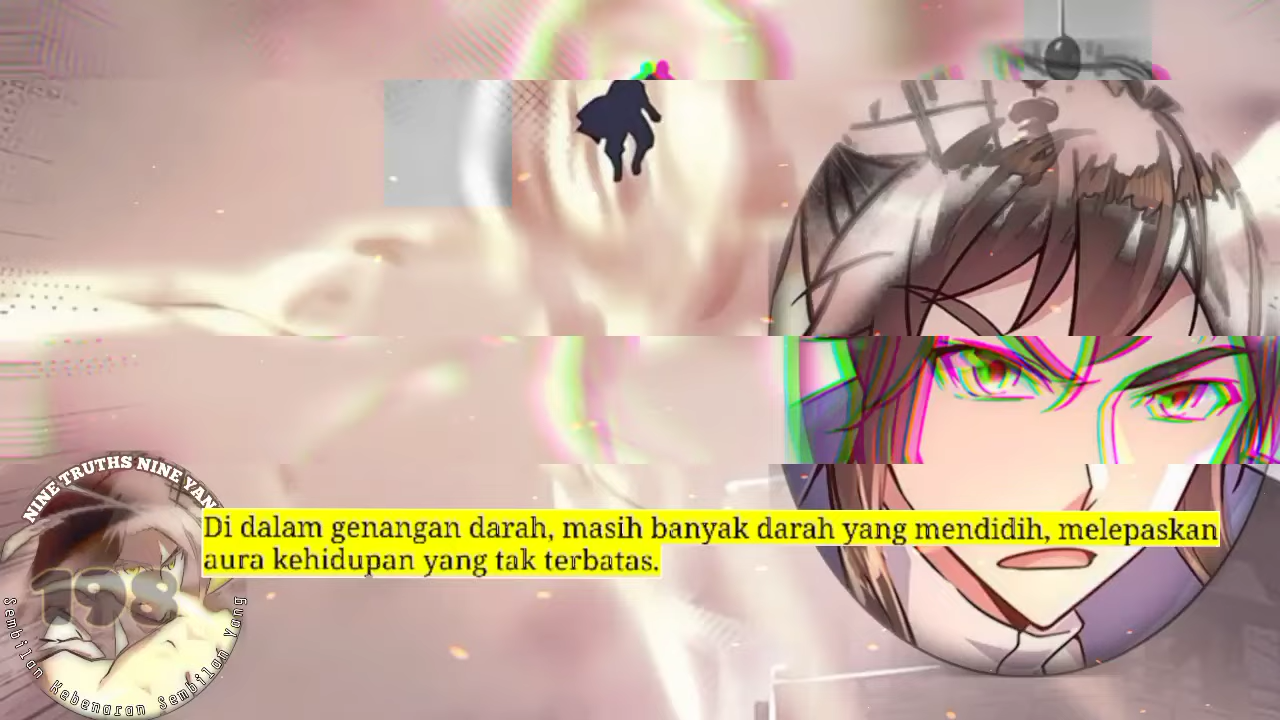 NINE TRUTHS NINE YANG
Di dalam genangan darah, masih banyak darah yang mendidih, melepaskan
aura kehidupan yang tak terbatas.
198
Sembilan Kebenaran Sembilan Yang